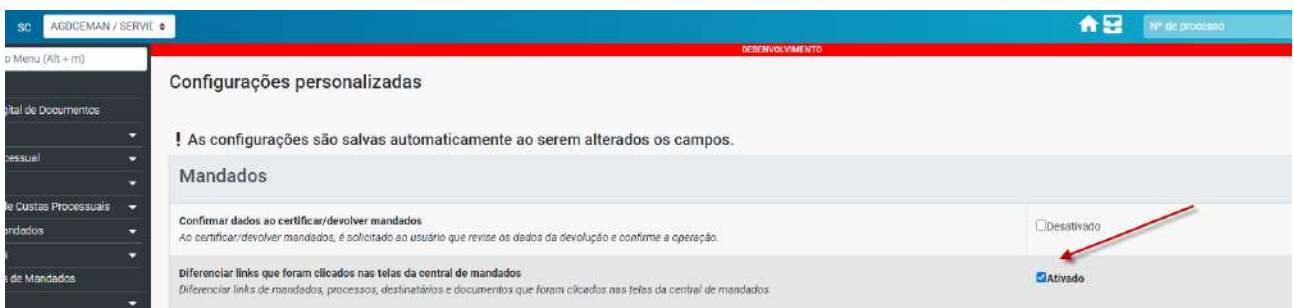 SC AGDCEMAN / SERVIE Nº de processo
DESENVOLVIMENTO
o Menu (Alt + m)
Configurações personalizadas
gital de Documentos
! As configurações são salvas automaticamente ao serem alterados os campos.
cessual
Mandados
de Custas Processuais
Confirmar dados ao certificar/devolver mandados
Desativado
andados
Ao certificar/devolver mandados, é solicitado ao usuário que revise os dados da devolução e confirme a operação.
Diferenciar links que foram clicados nas telas da central de mandados
s de Mandados
Ativado
Diferenciar links de mandados, processos, destinatários e documentos que foram clicados nas telas da central de mandados.